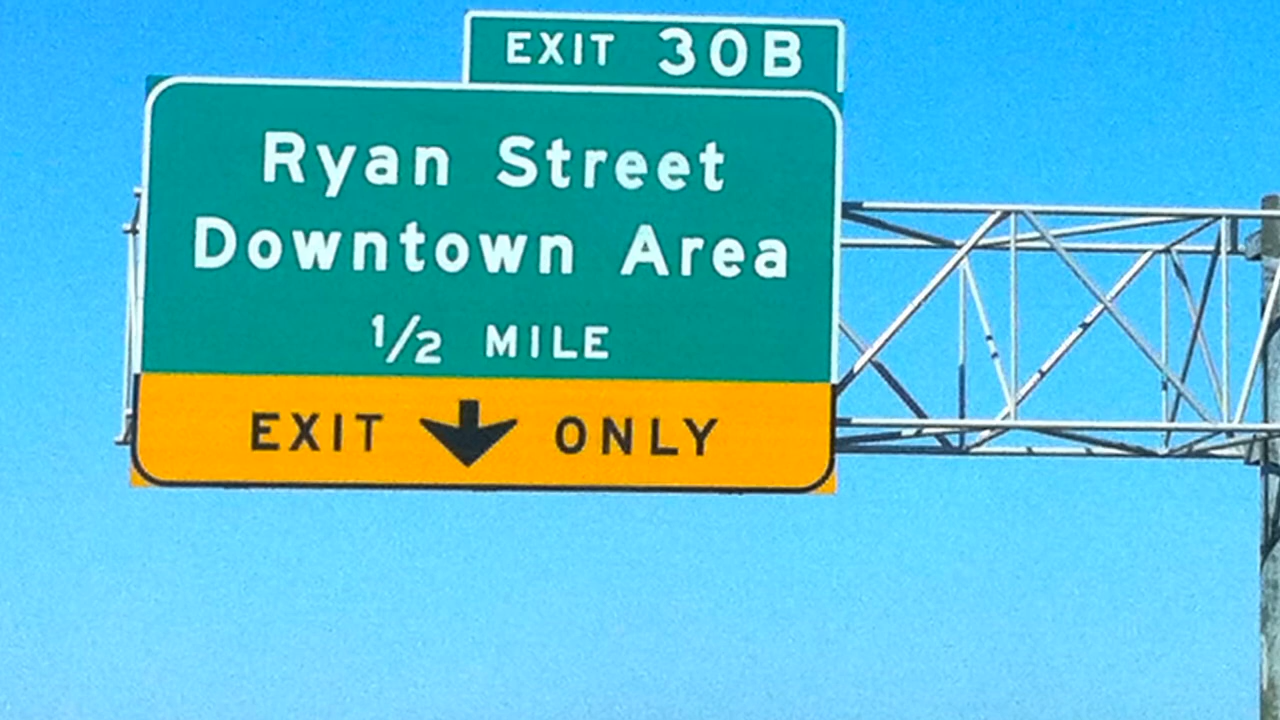 EXIT 30B
Ryan Street
Downtown Area
1/2 MILE
EXIT ONLY